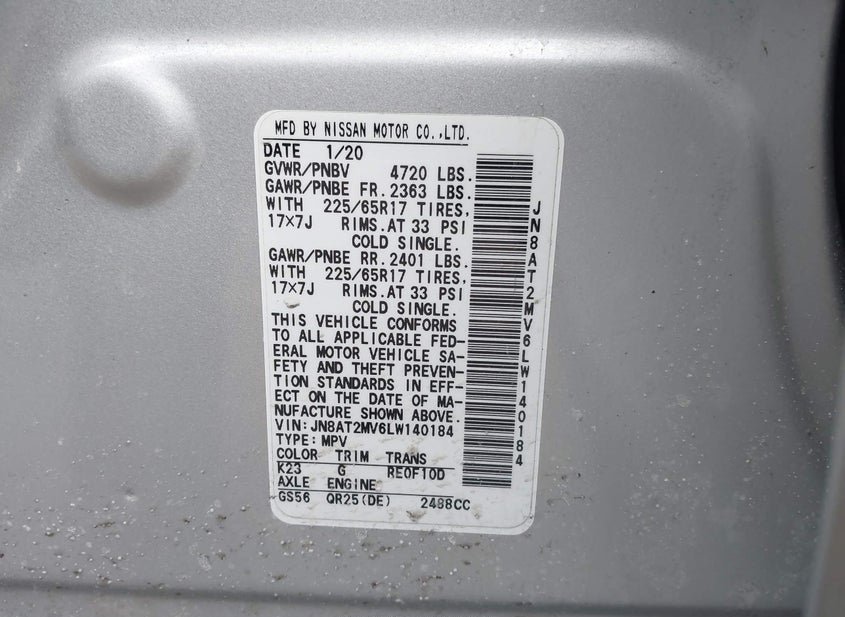 MFD BY NISSAN MOTOR CO.,LTD.
DATE 1/20
GVWR/PNBV 4720 LBS.
GAWR/PNBE FR. 2363 LBS.
WITH 225/65R17 TIRES,
17×7J RIMS.AT 33 PSI
COLD SINGLE.
GAWR/PNBE RR. 2401 LBS.
WITH 225/65R17 TIRES,
17×7J RIMS.AT 33 PSI
COLD SINGLE.
THIS VEHICLE CONFORMS
TO ALL APPLICABLE FED-
ERAL MOTOR VEHICLE SA-
FETY AND THEFT PREVEN-
TION STANDARDS IN EFF-
ECT ON THE DATE OF MA-
NUFACTURE SHOWN ABOVE.
VIN:JN8AT2MV6LW140184
TYPE:MPV
COLOR TRIM TRANS
K23 G RE0F10D
AXLE ENGINE
GS56 QR25(DE) 2488CC
JN8AT2MV6LW140184